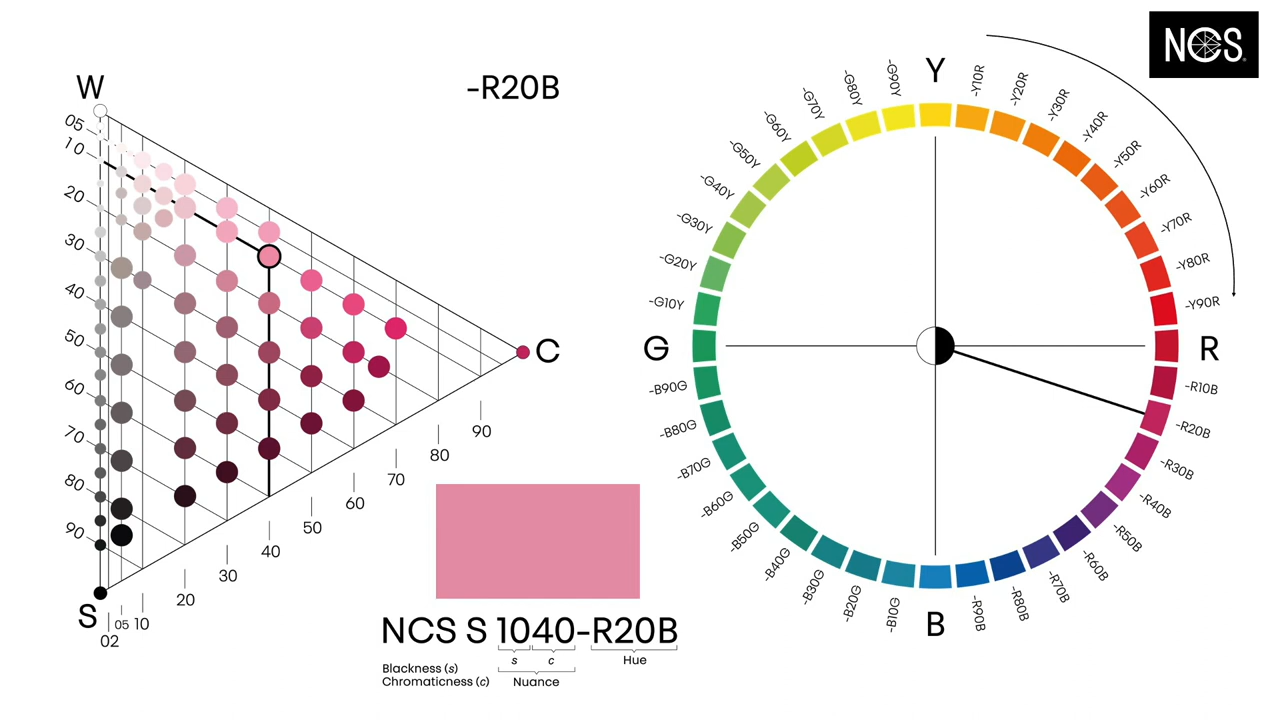 NCS
W
-R20B
C
S
05
10
20
30
40
50
60
70
80
90
02
05
10
20
30
40
50
60
70
80
90
NCS S 1040-R20B
s
c
Hue
Blackness (s)
Chromaticness (c)
Nuance
Y
-Y10R
-Y20R
-Y30R
-Y40R
-Y50R
-Y60R
-Y70R
-Y80R
-Y90R
R
-R10B
-R20B
-R30B
-R40B
-R50B
-R60B
-R70B
-R80B
-R90B
B
-B10G
-B20G
-B30G
-B40G
-B50G
-B60G
-B70G
-B80G
-B90G
G
-G10Y
-G20Y
-G30Y
-G40Y
-G50Y
-G60Y
-G70Y
-G80Y
-G90Y